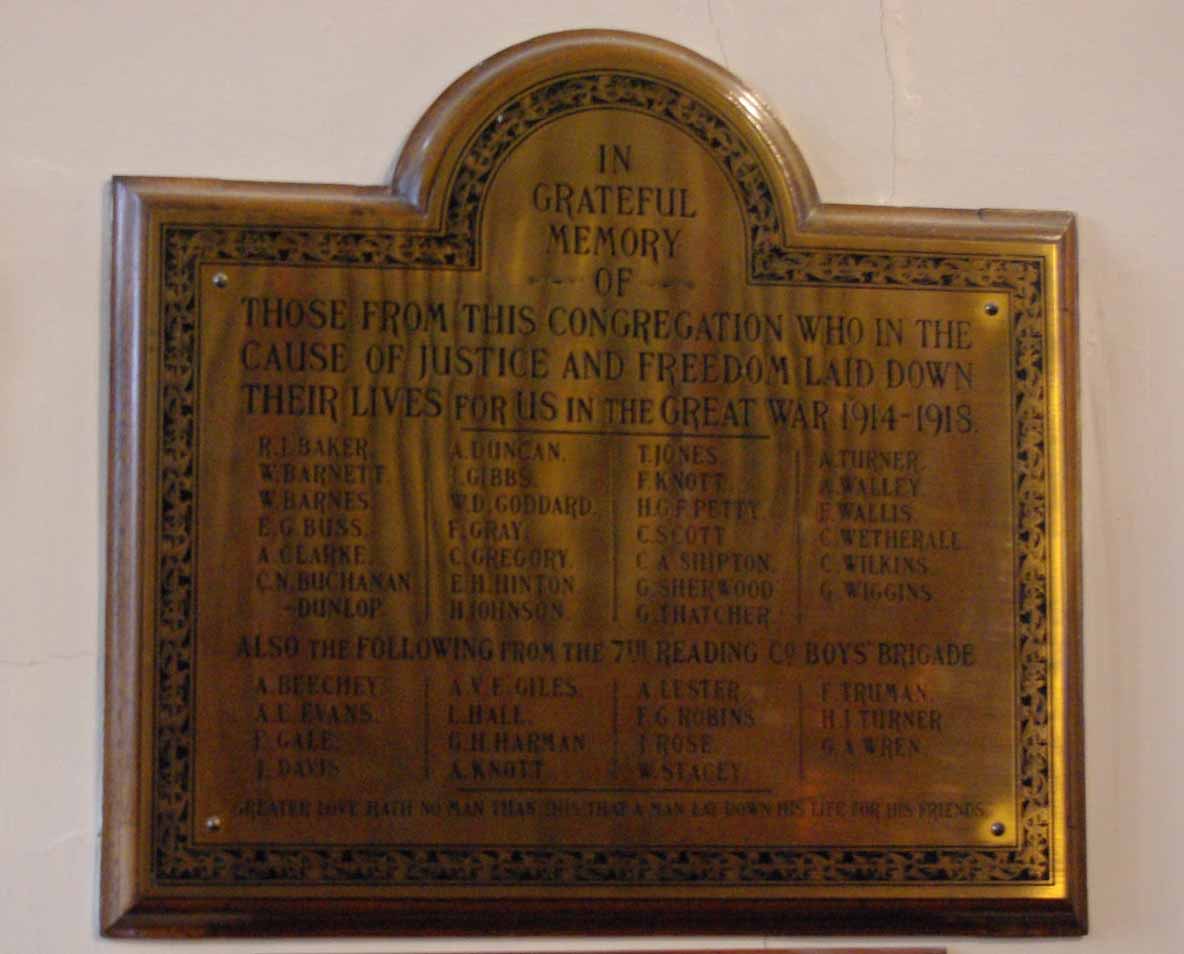 IN
GRATEFUL
MEMORY
OF
THOSE FROM THIS CONGREGATION WHO IN THE
CAUSE OF JUSTICE AND FREEDOM LAID DOWN
THEIR LIVES FOR US IN THE GREAT WAR 1914-1918.
W. BARNETT.
W. BARNES.
E. G. BUSS.
A. CLARKE.
C. N. BUCHANAN
-DUNLOP.
A. DUNCAN.
GIBBS.
W. D. GODDARD.
F. GRAY.
C. GREGORY.
E. H. HINTON
H. JOHNSON.
T. JONES.
F. KNOTT.
H. G. F. PETTY.
C. SCOTT
C. A. SHIPTON.
G. SHERWOOD
G. THATCHER.
A. TURNER.
A. WALLEY.
F. WALLIS.
C. WETHERALL.
C. WILKINS.
G. WIGGINS.
ALSO THE FOLLOWING FROM THE 7TH READING CO BOYS' BRIGADE
A. BEECHEY.
EVANS.
F. GALE.
DAVIS
A. V. E. GILES.
L. HALL.
G. H. HARMAN
A. KNOTT.
A. LESTER.
F. G. ROBINS
ROSE
W. STACEY.
F. TRUMAN.
H. J. TURNER
G. A. WREN.
GREATER LOVE HATH NO MAN THAN THIS, THAT A MAN LAY DOWN HIS LIFE FOR HIS FRIENDS.